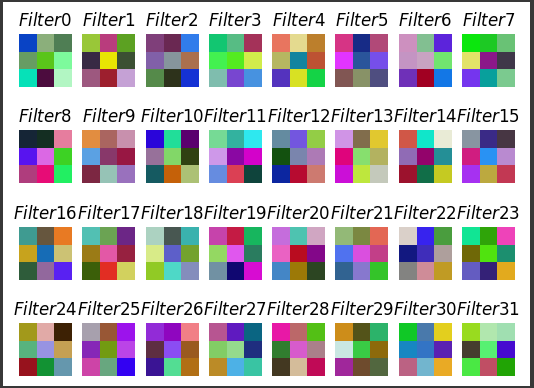 Filter0 Filter1 Filter2 Filter3 Filter4 Filter5 Filter6 Filter7
Filter8 Filter9 Filter10 Filter11 Filter12 Filter13 Filter14 Filter15
Filter16 Filter17 Filter18 Filter19 Filter20 Filter21 Filter22 Filter23
Filter24 Filter25 Filter26 Filter27 Filter28 Filter29 Filter30 Filter31